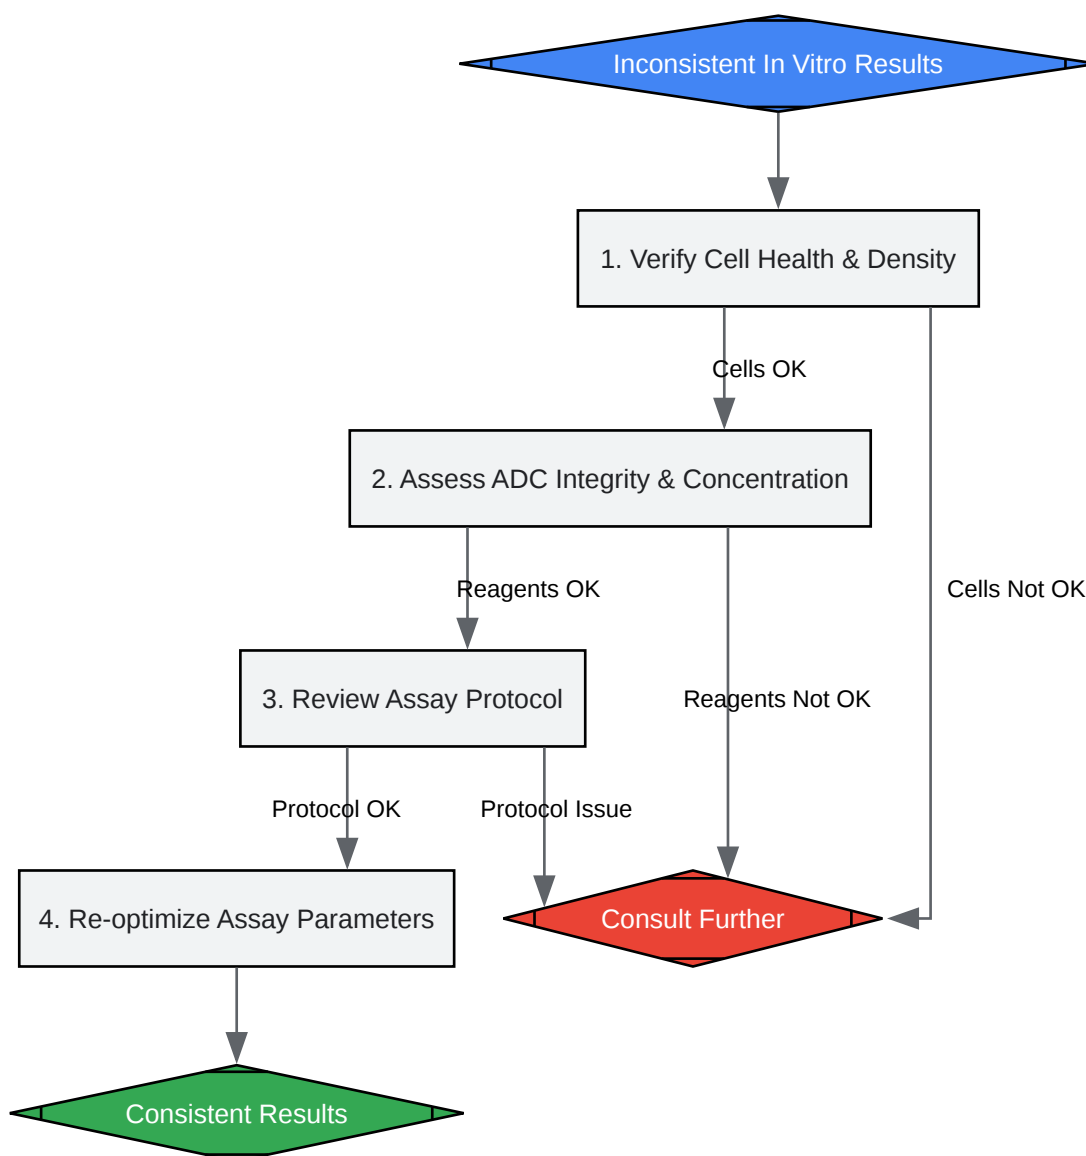 Inconsistent In Vitro Results
1. Verify Cell Health & Density
Cells OK
2. Assess ADC Integrity & Concentration
Reagents OK
Cells Not OK
3. Review Assay Protocol
Reagents Not OK
Protocol OK
Protocol Issue
4. Re-optimize Assay Parameters
Consult Further
Consistent Results